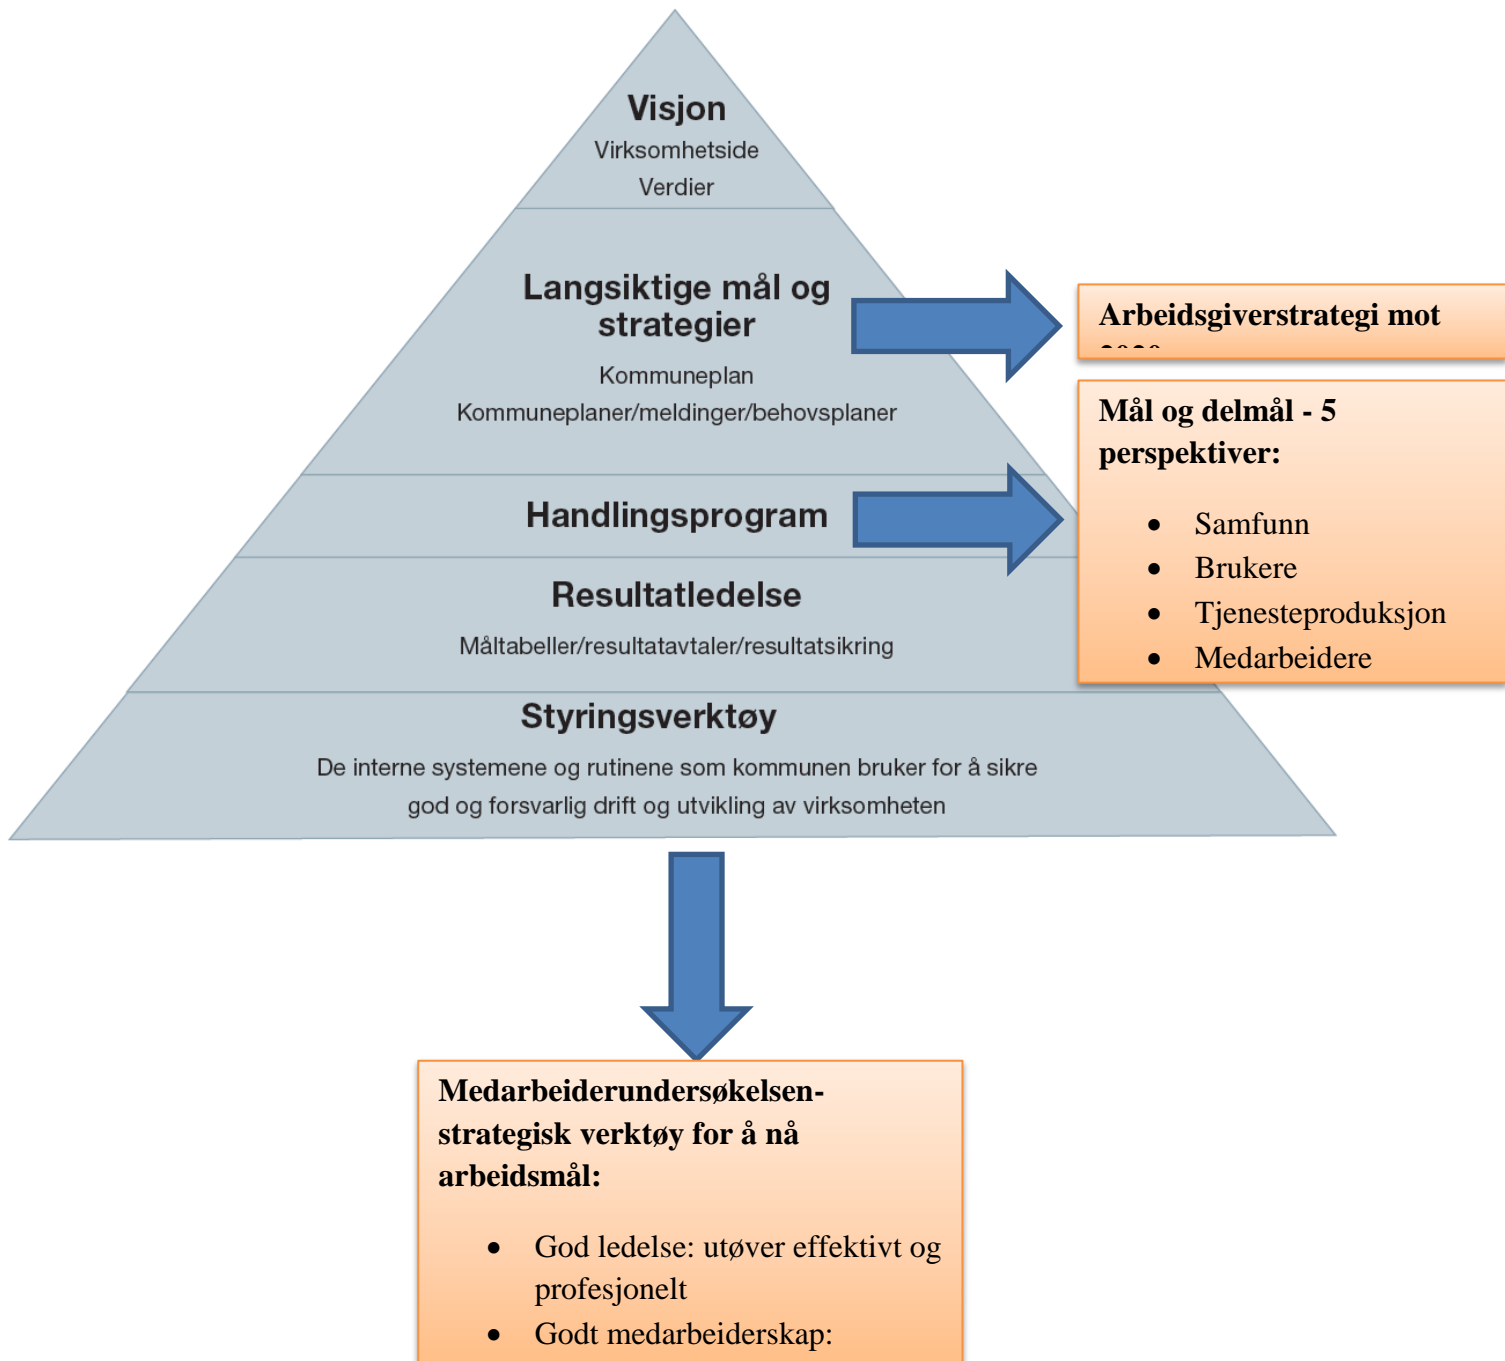 Visjon
Virksomhetside
Verdier
Langsiktige mål og
strategier
Kommuneplan
Kommuneplaner/meldinger/behovsplaner
Arbeidsgiverstrategi mot
Handlingsprogram
Mål og delmål - 5
perspektiver:
• Samfunn
• Brukere
• Tjenesteproduksjon
• Medarbeidere
Resultatledelse
Måltabeller/resultatavtaler/resultatsikring
Styringsverktøy
De interne systemene og rutinene som kommunen bruker for å sikre
god og forsvarlig drift og utvikling av virksomheten
Medarbeiderundersøkelsen-
strategisk verktøy for å nå
arbeidsmål:
• God ledelse: utøver effektivt og
profesjonelt
• Godt medarbeiderskap: